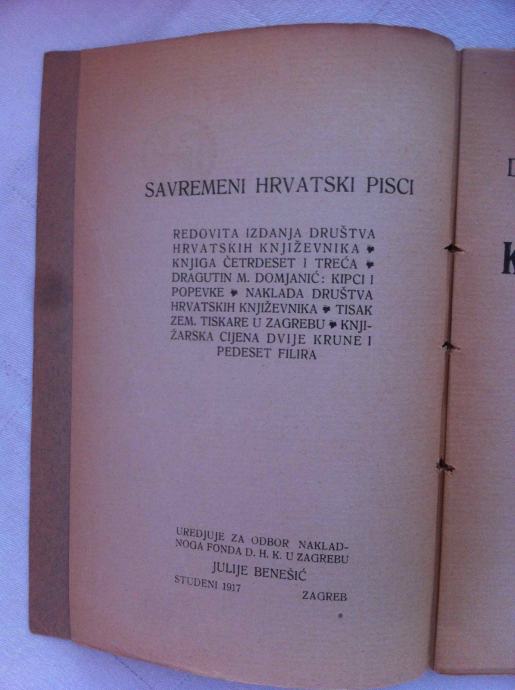 SAVREMENI HRVATSKI PISCI
REDOVITA IZDANJA DRUŠTVA
HRVATSKIH KNJIŽEVNIKA
KNJIGA ČETRDESET I TREĆA
DRAGUTIN M. DOMJANIĆ: KIPCI I
POPEVKE NAKLADA DRUŠTVA
HRVATSKIH KNJIŽEVNIKA TISAK
ZEM. TISKARE U ZAGREBU KNJI-
ŽARSKA CIJENA DVIJE KRUNE I
PEDESET FILIRA
UREDJUJE ZA ODBOR NAKLAD-
NOGA FONDA D. H. K. U ZAGREBU
JULIJE BENEŠIĆ
STUDENI 1917 ZAGREB